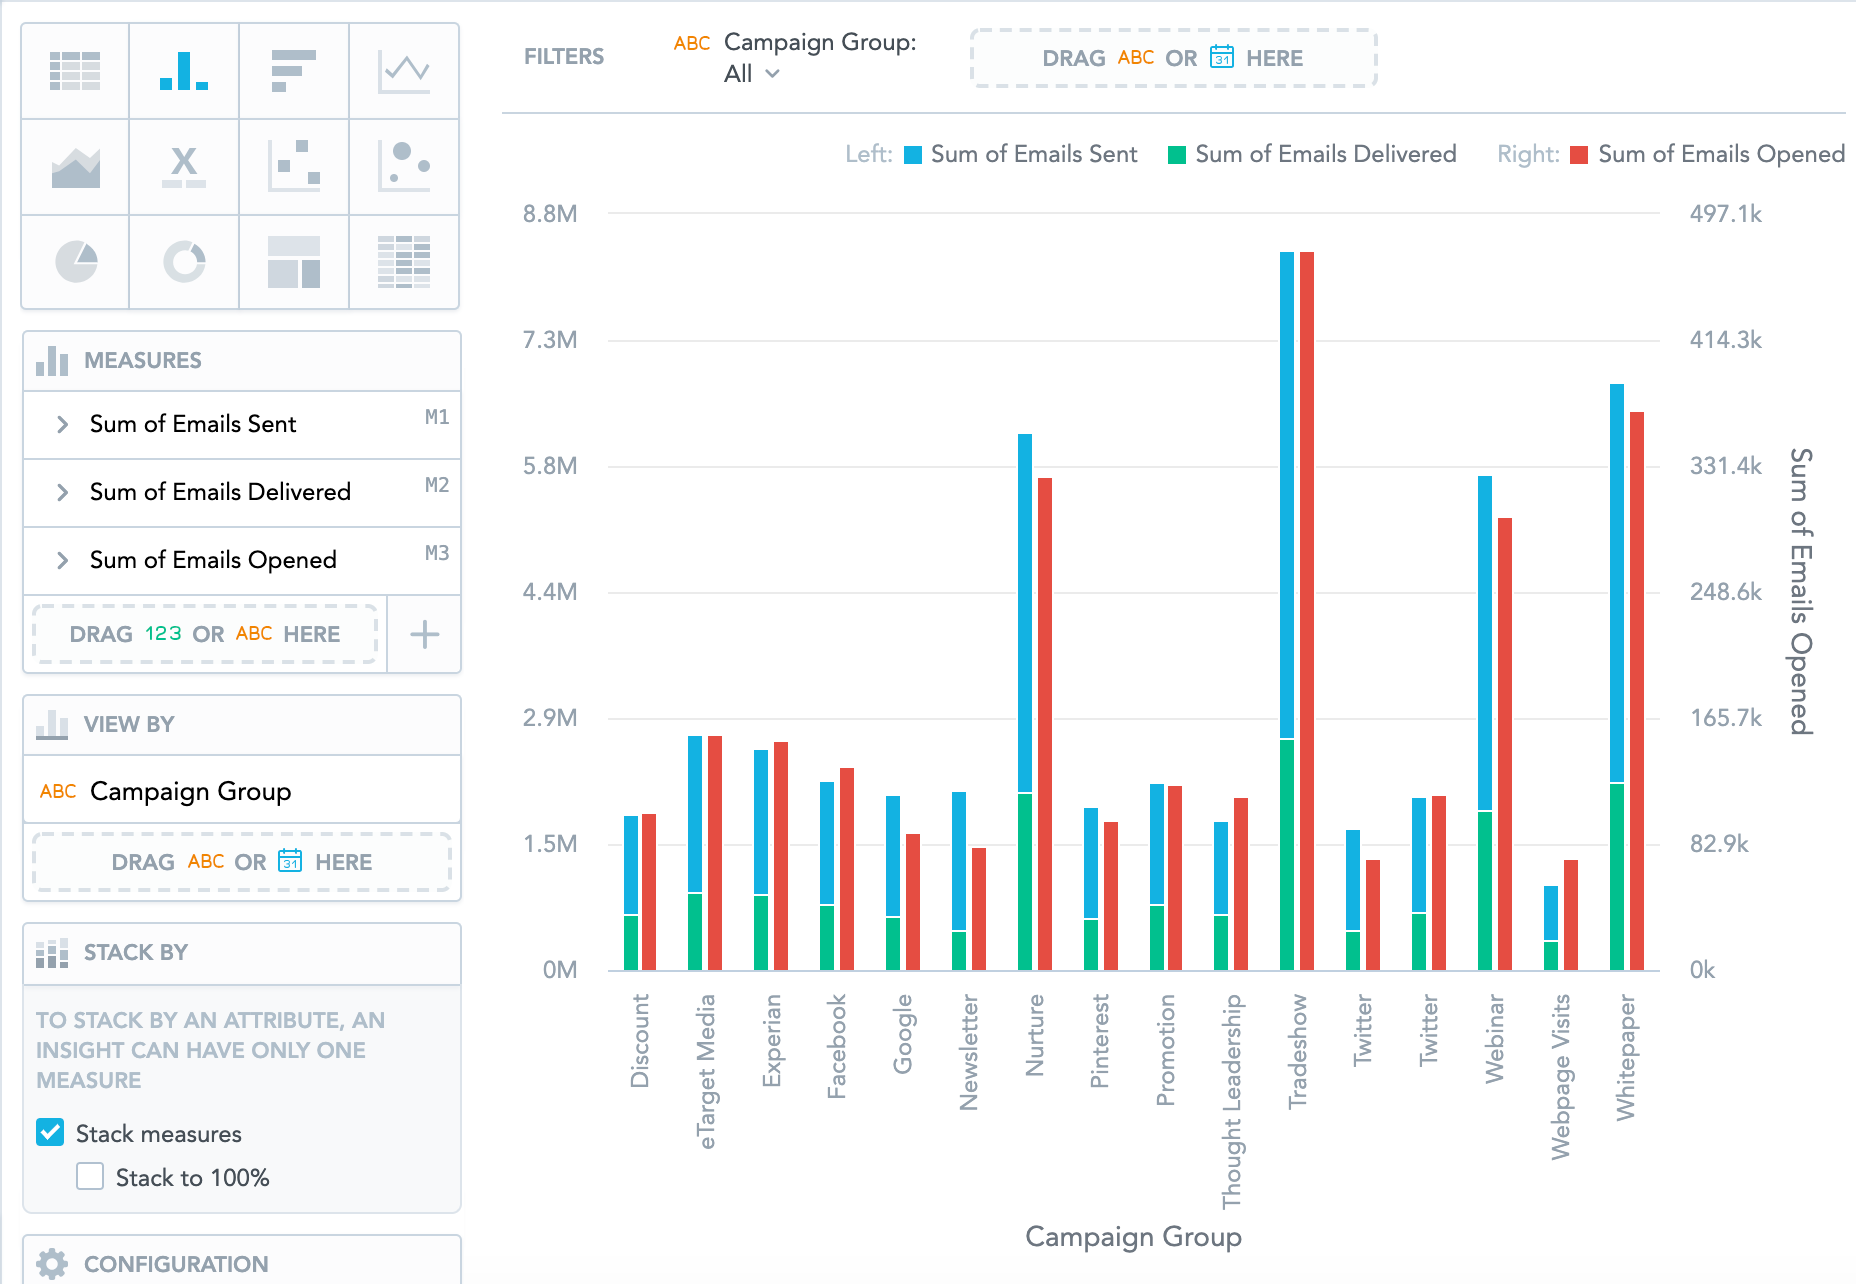 X
MEASURES
Sum of Emails Sent M1
Sum of Emails Delivered M2
Sum of Emails Opened M3
DRAG 123 OR ABC HERE
VIEW BY
ABC Campaign Group
DRAG ABC OR 31 HERE
STACK BY
TO STACK BY AN ATTRIBUTE, AN
INSIGHT CAN HAVE ONLY ONE
MEASURE
Stack measures
Stack to 100%
CONFIGURATION
FILTERS
ABC Campaign Group:
All
DRAG ABC OR 31 HERE
Left: Sum of Emails Sent Sum of Emails Delivered Right: Sum of Emails Opened
8.8M
7.3M
5.8M
4.4M
2.9M
1.5M
0M
497.1k
414.3k
331.4k
248.6k
165.7k
82.9k
0k
Sum of Emails Opened
Discount
eTarget Media
Experian
Facebook
Google
Newsletter
Nurture
Pinterest
Promotion
Thought Leadership
Tradeshow
Twitter
Twitter
Webinar
Webpage Visits
Whitepaper
Campaign Group